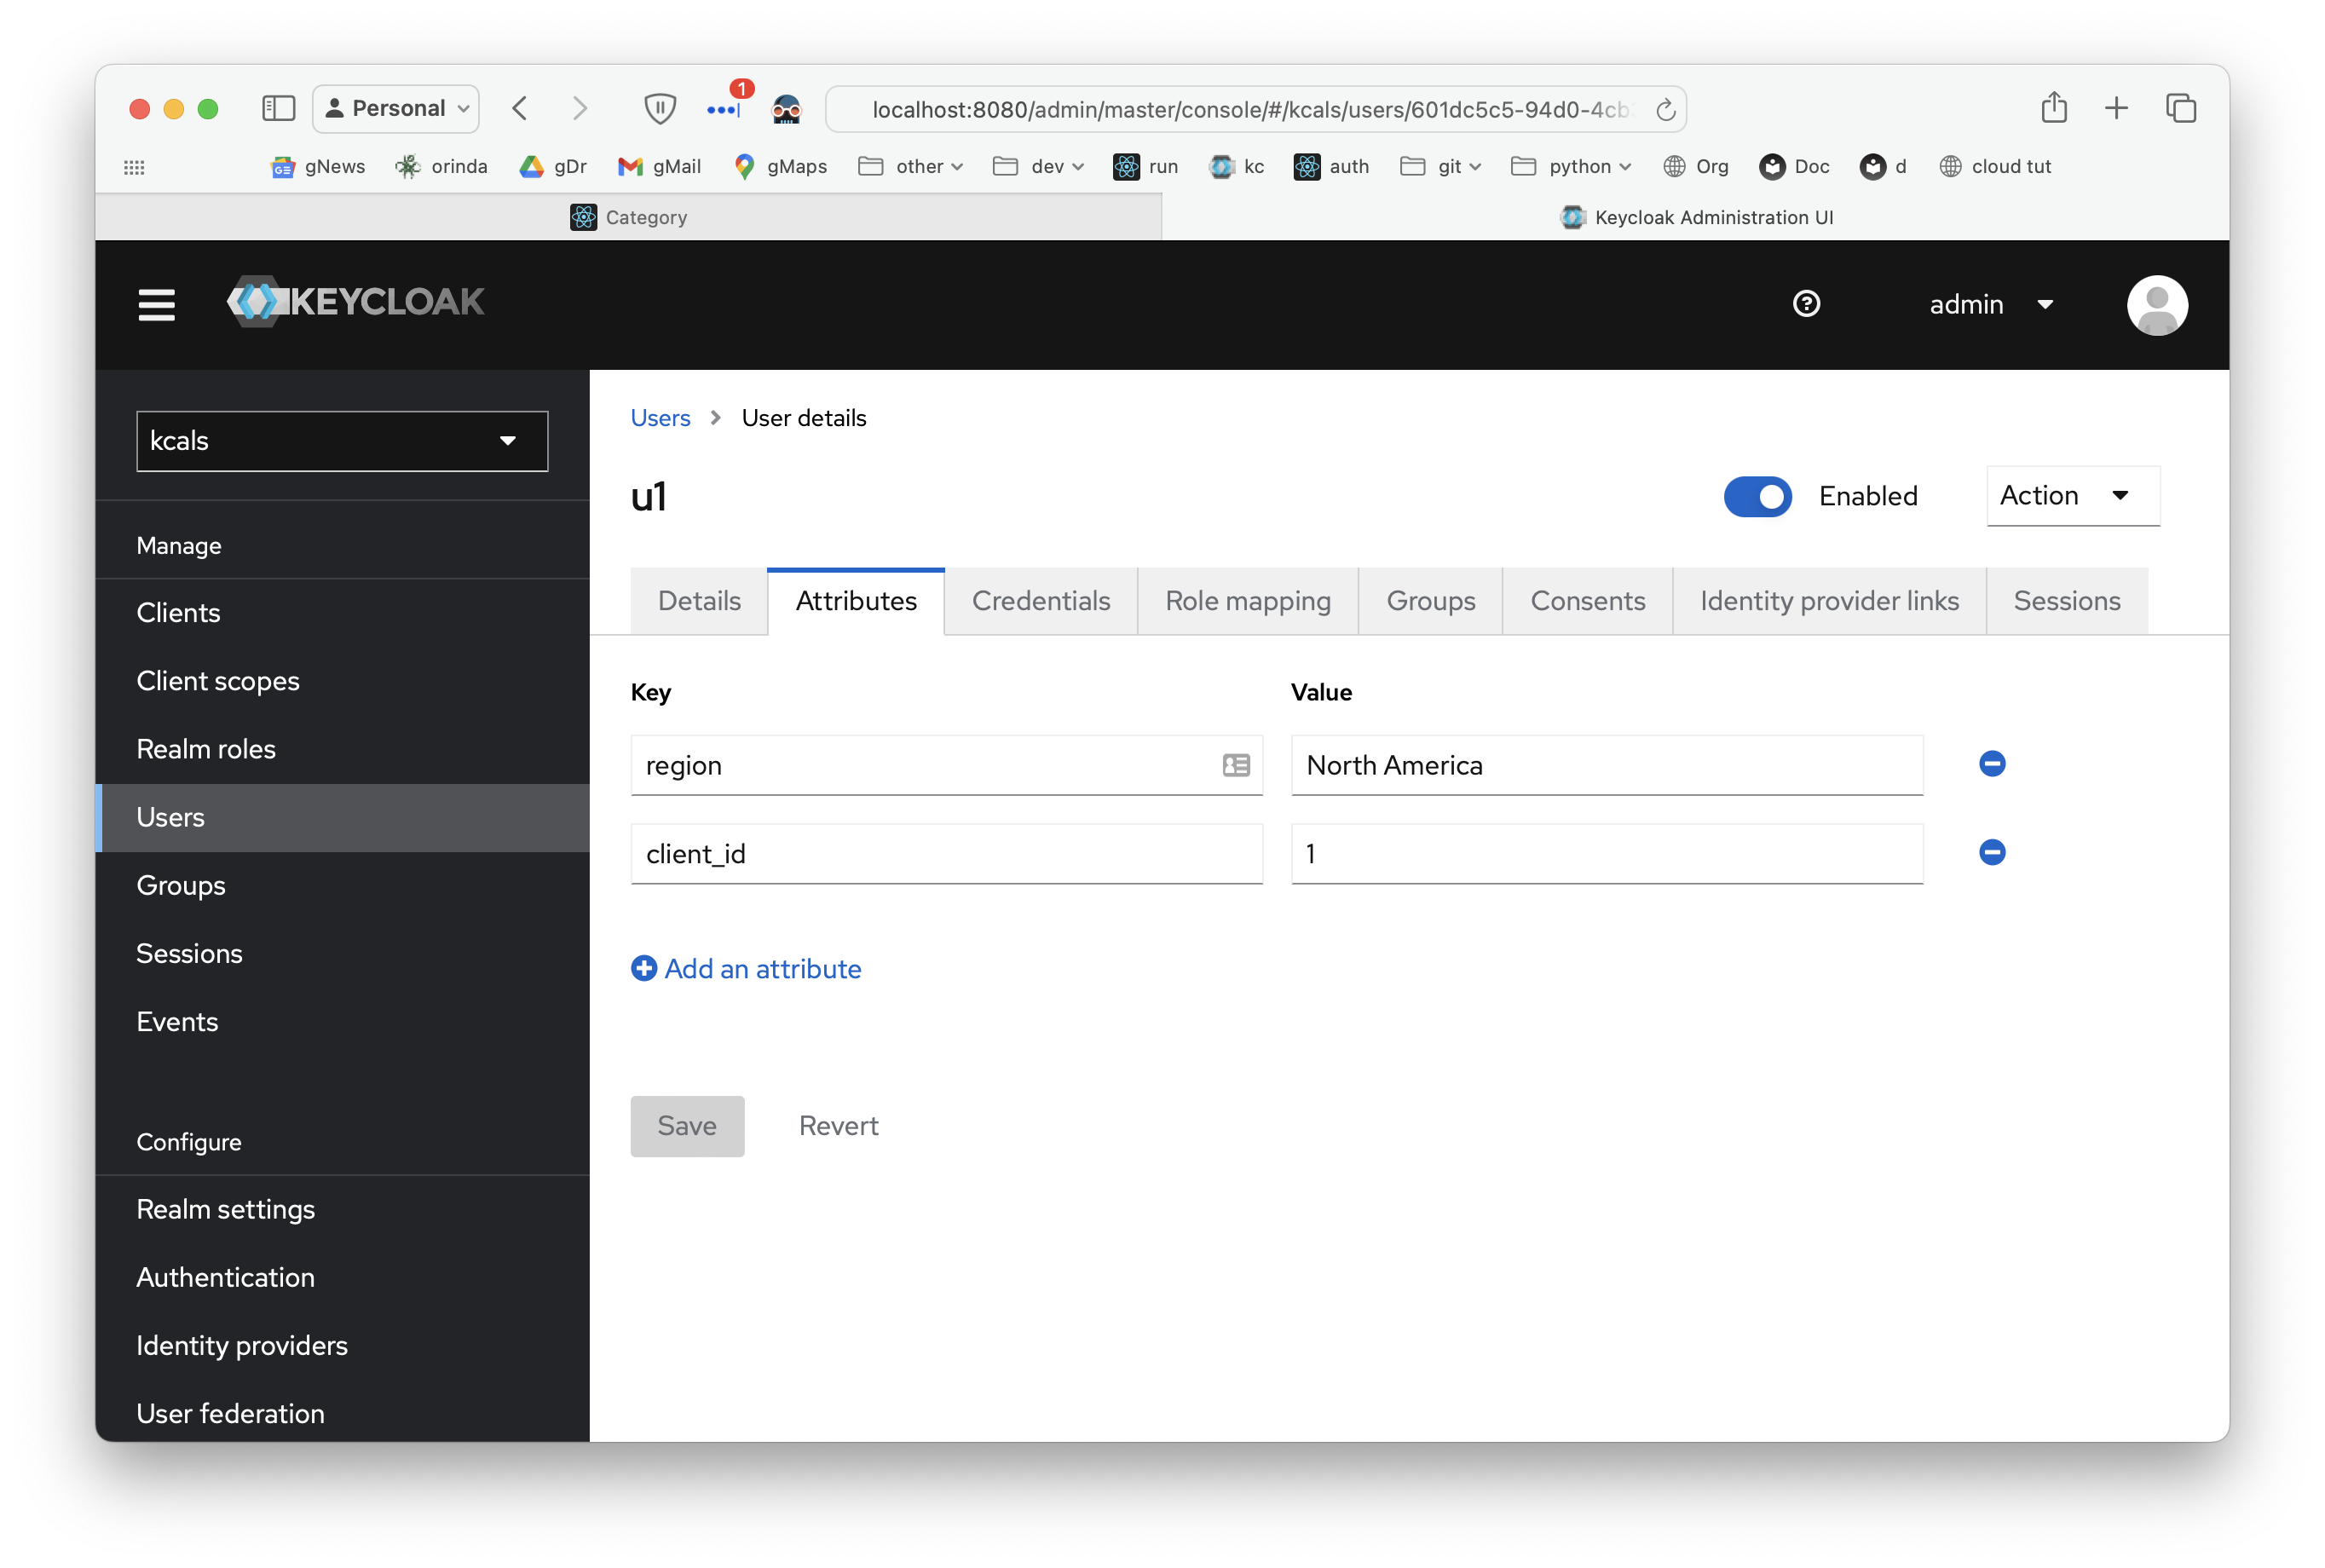 Personal
1
localhost:8080/admin/master/console/#/kcals/users/601dc5c5-94d0-4cb
gNews orinda gDr gMail gMaps other dev run kc auth git python Org Doc d cloud tut
Category
Keycloak Administration UI
KEYCLOAK
admin
kcals
Manage
Clients
Client scopes
Realm roles
Users
Groups
Sessions
Events
Configure
Realm settings
Authentication
Identity providers
User federation
Users > User details
u1
Enabled
Action
Details Attributes Credentials Role mapping Groups Consents Identity provider links Sessions
Key Value
region North America
client_id 1
Add an attribute
Save Revert